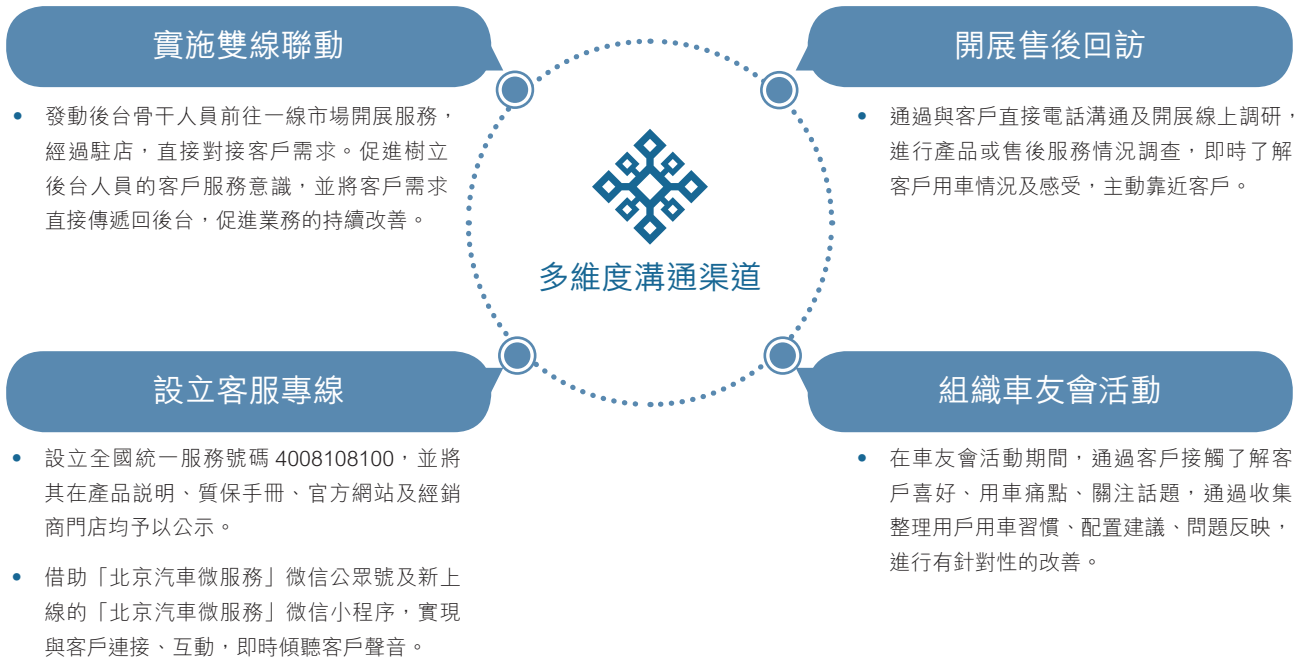 實施雙線聯動
• 發動後台骨干人員前往一線市場開展服務，
經過駐店，直接對接客戶需求。促進樹立
後台人員的客戶服務意識，並將客戶需求
直接傳遞回後台，促進業務的持續改善。
開展售後回訪
• 通過與客戶直接電話溝通及開展線上調研，
進行產品或售後服務情況調查，即時了解
客戶用車情況及感受，主動靠近客戶。
多維度溝通渠道
設立客服專線
• 設立全國統一服務號碼 4008108100，並將
其在產品説明、質保手冊、官方網站及經銷
商門店均予以公示。
• 借助「北京汽車微服務」微信公眾號及新上
線的「北京汽車微服務」微信小程序，實現
與客戶連接、互動，即時傾聽客戶聲音。
組織車友會活動
• 在車友會活動期間，通過客戶接觸了解客
戶喜好、用車痛點、關注話題，通過收集
整理用戶用車習慣、配置建議、問題反映，
進行有針對性的改善。